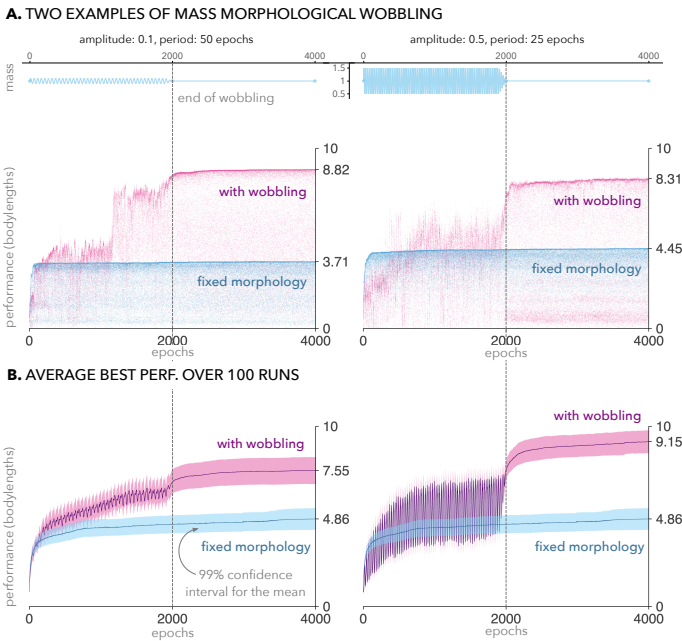 A. TWO EXAMPLES OF MASS MORPHOLOGICAL WOBBLING
amplitude: 0.1, period: 50 epochs
amplitude: 0.5, period: 25 epochs
0 2000 4000
0 2000 4000
mass
1.5
1
0.5
end of wobbling
performance (bodylengths)
10
8.82
with wobbling
3.71
fixed morphology
0
0 2000 4000
epochs
10
8.31
with wobbling
4.45
fixed morphology
0
0 2000 4000
epochs
B. AVERAGE BEST PERF. OVER 100 RUNS
performance (bodylengths)
10
with wobbling
7.55
4.86
fixed morphology
99% confidence
interval for the mean
0
0 2000 4000
epochs
with wobbling
10
9.15
4.86
fixed morphology
0
0 2000 4000
epochs